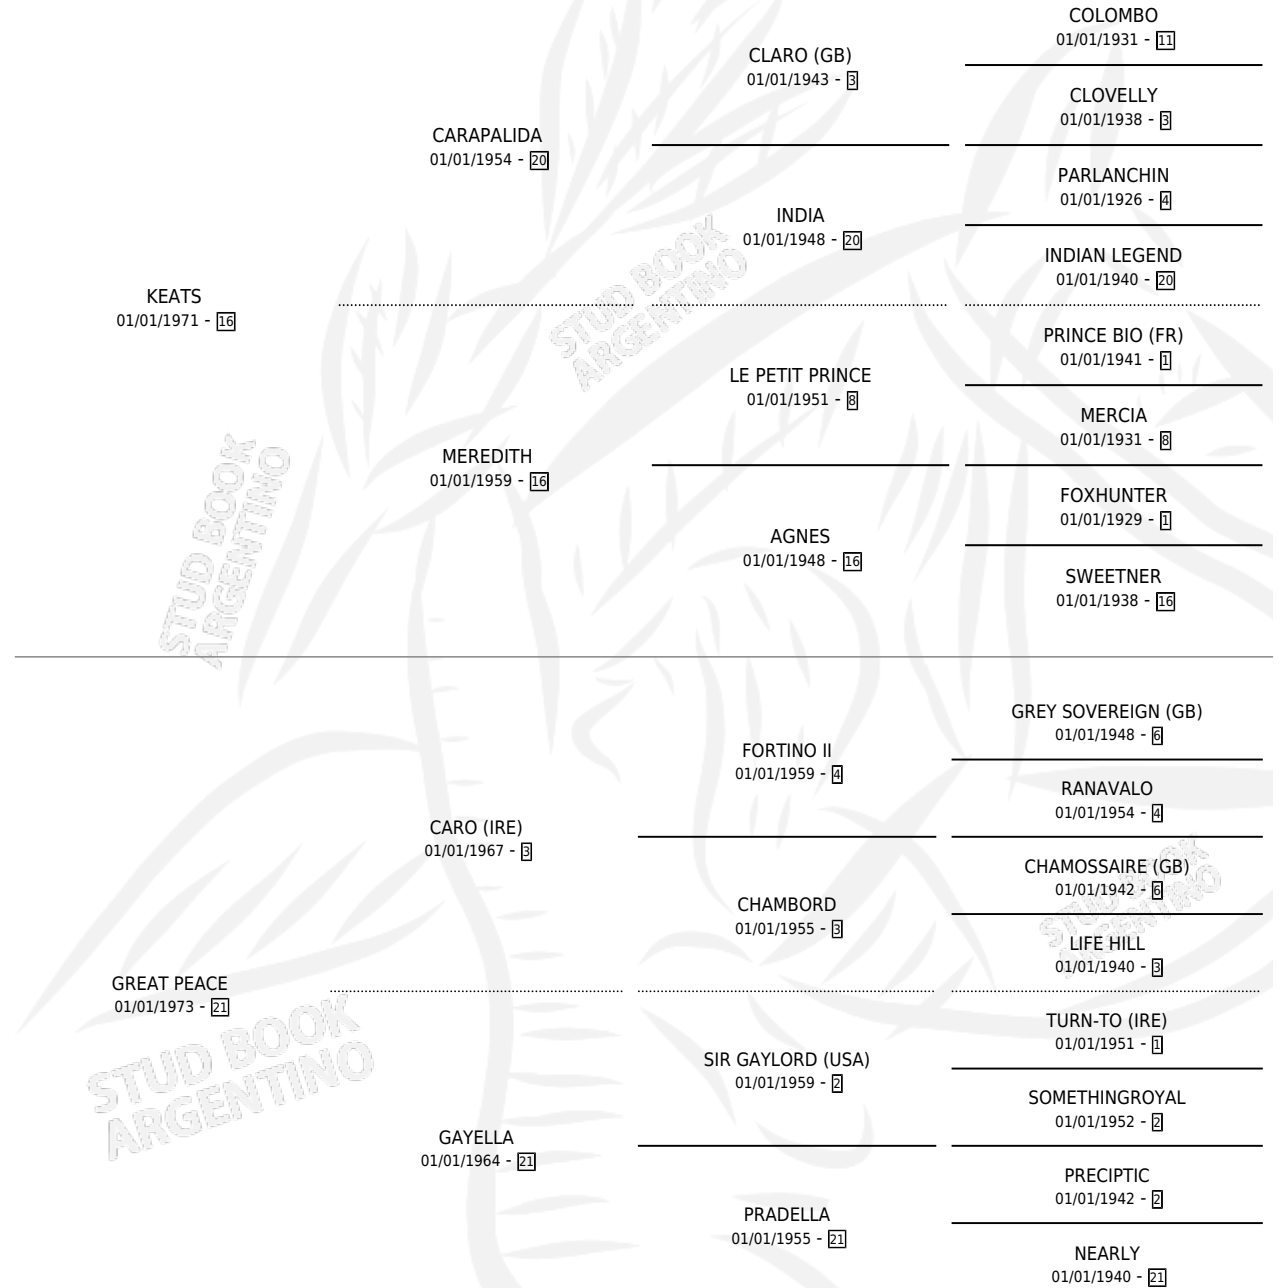 COLOMBO
01/01/1931 - 11
CLARO (GB)
01/01/1943 - 3
CLOVELLY
01/01/1938 - 3
CARAPALIDA
01/01/1954 - 20
PARLANCHIN
01/01/1926 - 4
INDIA
01/01/1948 - 20
INDIAN LEGEND
01/01/1940 - 20
KEATS
01/01/1971 - 16
STUD BOOK
ARGENTINO
PRINCE BIO (FR)
01/01/1941 - 1
LE PETIT PRINCE
01/01/1951 - 8
MERCIA
01/01/1931 - 8
MEREDITH
01/01/1959 - 16
FOXHUNTER
01/01/1929 - 1
AGNES
01/01/1948 - 16
SWEETNER
01/01/1938 - 16
STUD BOOK
ARGENTINO
GREY SOVEREIGN (GB)
01/01/1948 - 6
FORTINO II
01/01/1959 - 4
RANAVALO
01/01/1954 - 4
CARO (IRE)
01/01/1967 - 3
CHAMOSSAIRE (GB)
01/01/1942 - 6
CHAMBORD
01/01/1955 - 3
STUD BOOK
ARGENTINO
LIFE HILL
01/01/1940 - 3
GREAT PEACE
01/01/1973 - 21
STUD BOOK
ARGENTINO
TURN-TO (IRE)
01/01/1951 - 1
SIR GAYLORD (USA)
01/01/1959 - 2
SOMETHINGROYAL
01/01/1952 - 2
GAYELLA
01/01/1964 - 21
PRECIPTIC
01/01/1942 - 2
PRADELLA
01/01/1955 - 21
NEARLY
01/01/1940 - 21